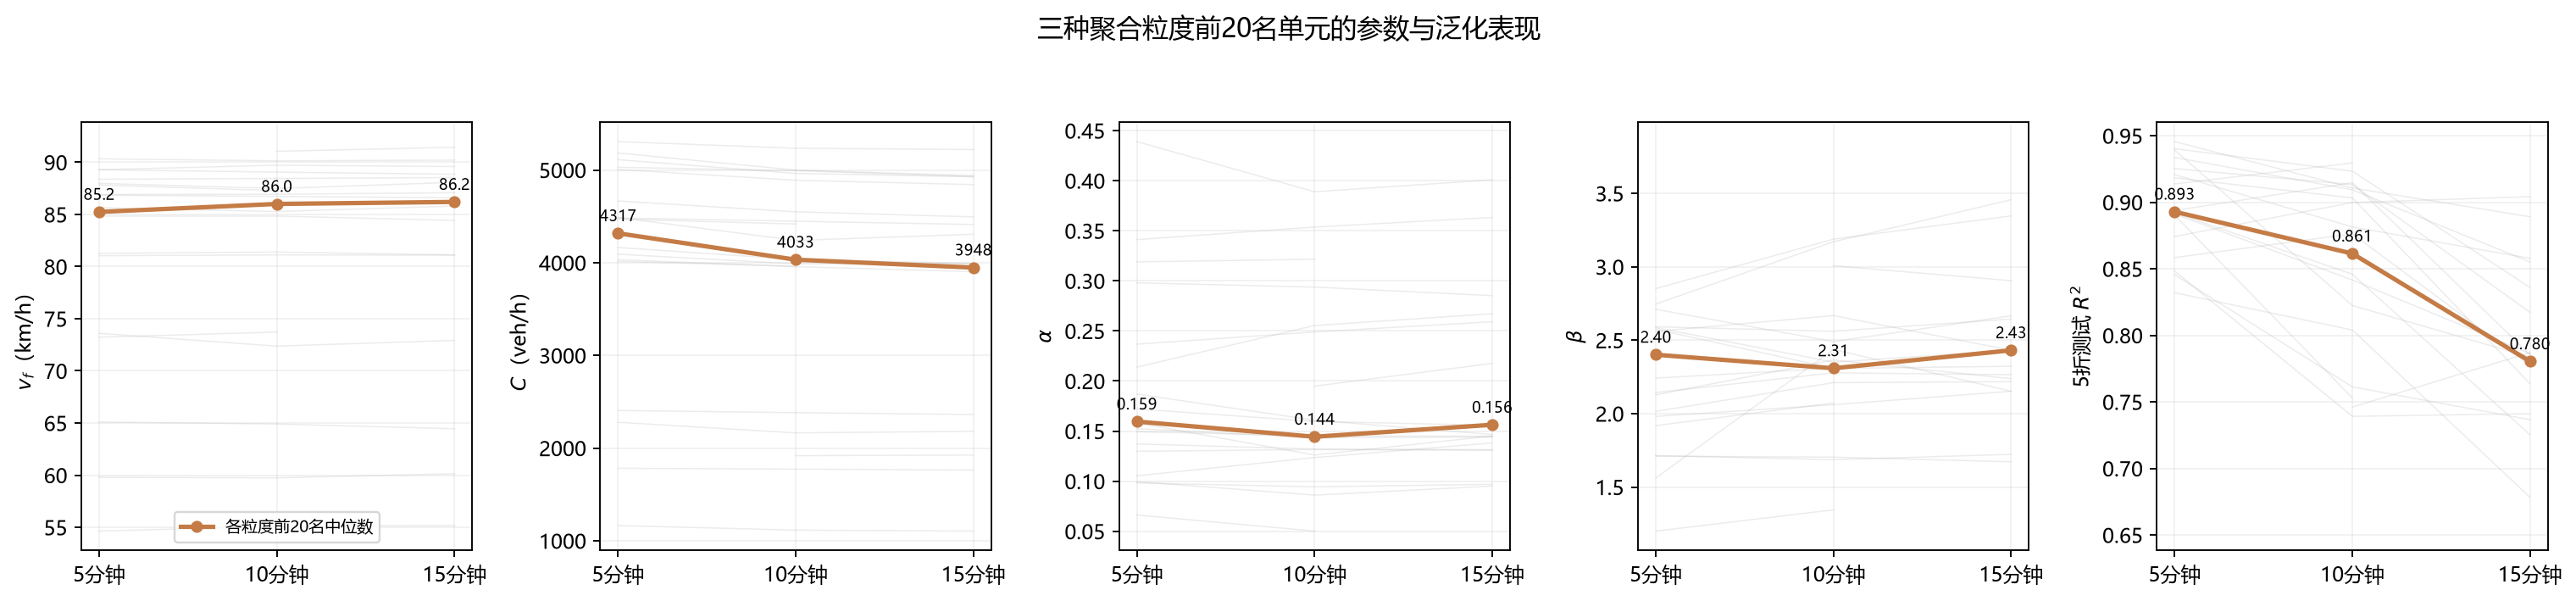 三种聚合粒度前20名单元的参数与泛化表现
v_f (km/h)
90
85
80
75
70
65
60
55
85.2
86.0
86.2
各粒度前20名中位数
5分钟
10分钟
15分钟
C (veh/h)
5000
4000
3000
2000
1000
4317
4033
3948
5分钟
10分钟
15分钟
α
0.45
0.40
0.35
0.30
0.25
0.20
0.15
0.10
0.05
0.159
0.144
0.156
5分钟
10分钟
15分钟
β
3.5
3.0
2.5
2.0
1.5
2.40
2.31
2.43
5分钟
10分钟
15分钟
5折测试 R²
0.95
0.90
0.85
0.80
0.75
0.70
0.65
0.893
0.861
0.780
5分钟
10分钟
15分钟